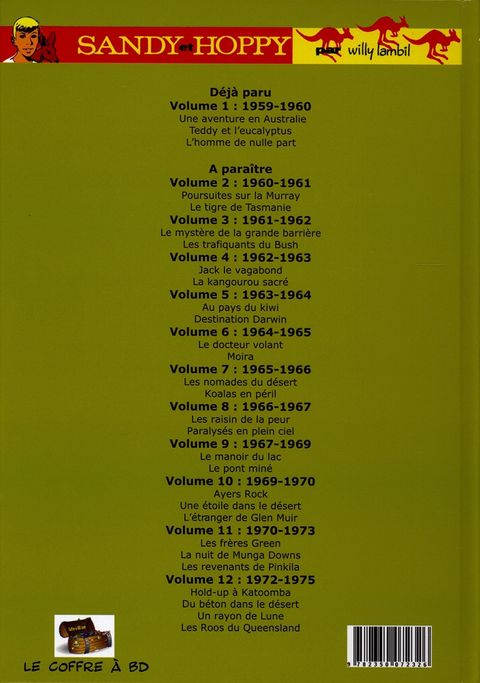 SANDY et HOPPY par willy lambil
Déjà paru
Volume 1 : 1959-1960
Une aventure en Australie
Teddy et l'eucalyptus
L'homme de nulle part
A paraître
Volume 2 : 1960-1961
Poursuites sur la Murray
Le tigre de Tasmanie
Volume 3 : 1961-1962
Le mystère de la grande barrière
Les trafiquants du Bush
Volume 4 : 1962-1963
Jack le vagabond
La kangourou sacré
Volume 5 : 1963-1964
Au pays du kiwi
Destination Darwin
Volume 6 : 1964-1965
Le docteur volant
Moira
Volume 7 : 1965-1966
Les nomades du désert
Koalas en péril
Volume 8 : 1966-1967
Les raisin de la peur
Paralysés en plein ciel
Volume 9 : 1967-1969
Le manoir du lac
Le pont miné
Volume 10 : 1969-1970
Ayers Rock
Une étoile dans le désert
L'étranger de Glen Muir
Volume 11 : 1970-1973
Les frères Green
La nuit de Munga Downs
Les revenants de Pinkila
Volume 12 : 1972-1975
Hold-up à Katoomba
Du béton dans le désert
Un rayon de Lune
Les Roos du Queensland
LE COFFRE À BD
9 782350 072326